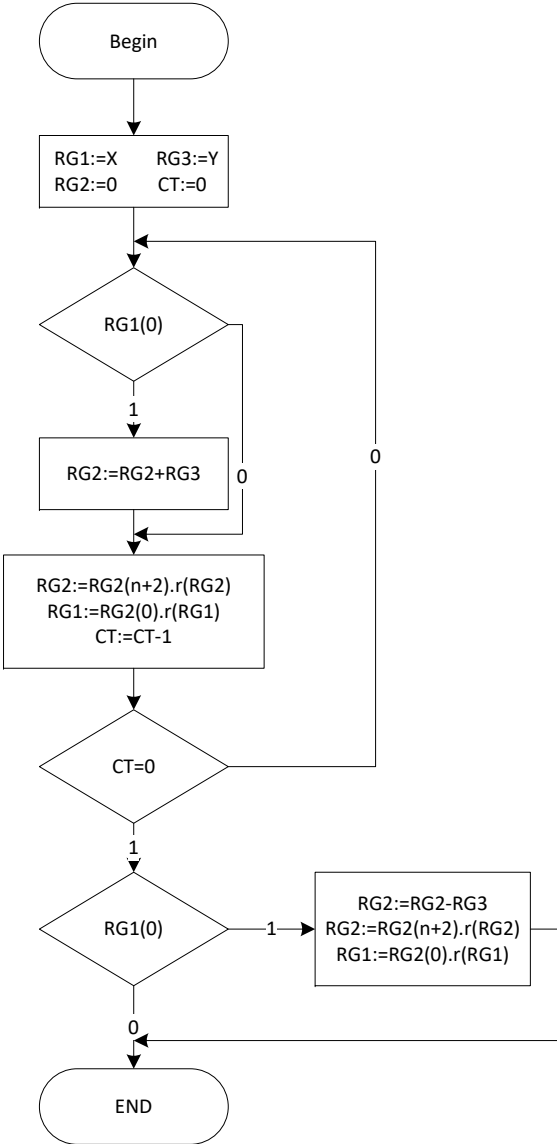 Begin
RG1:=X RG3:=Y
RG2:=0 CT:=0
RG1(0)
1
RG2:=RG2+RG3
0
0
RG2:=RG2(n+2).r(RG2)
RG1:=RG2(0).r(RG1)
CT:=CT-1
CT=0
1
RG1(0)
1
RG2:=RG2-RG3
RG2:=RG2(n+2).r(RG2)
RG1:=RG2(0).r(RG1)
0
END